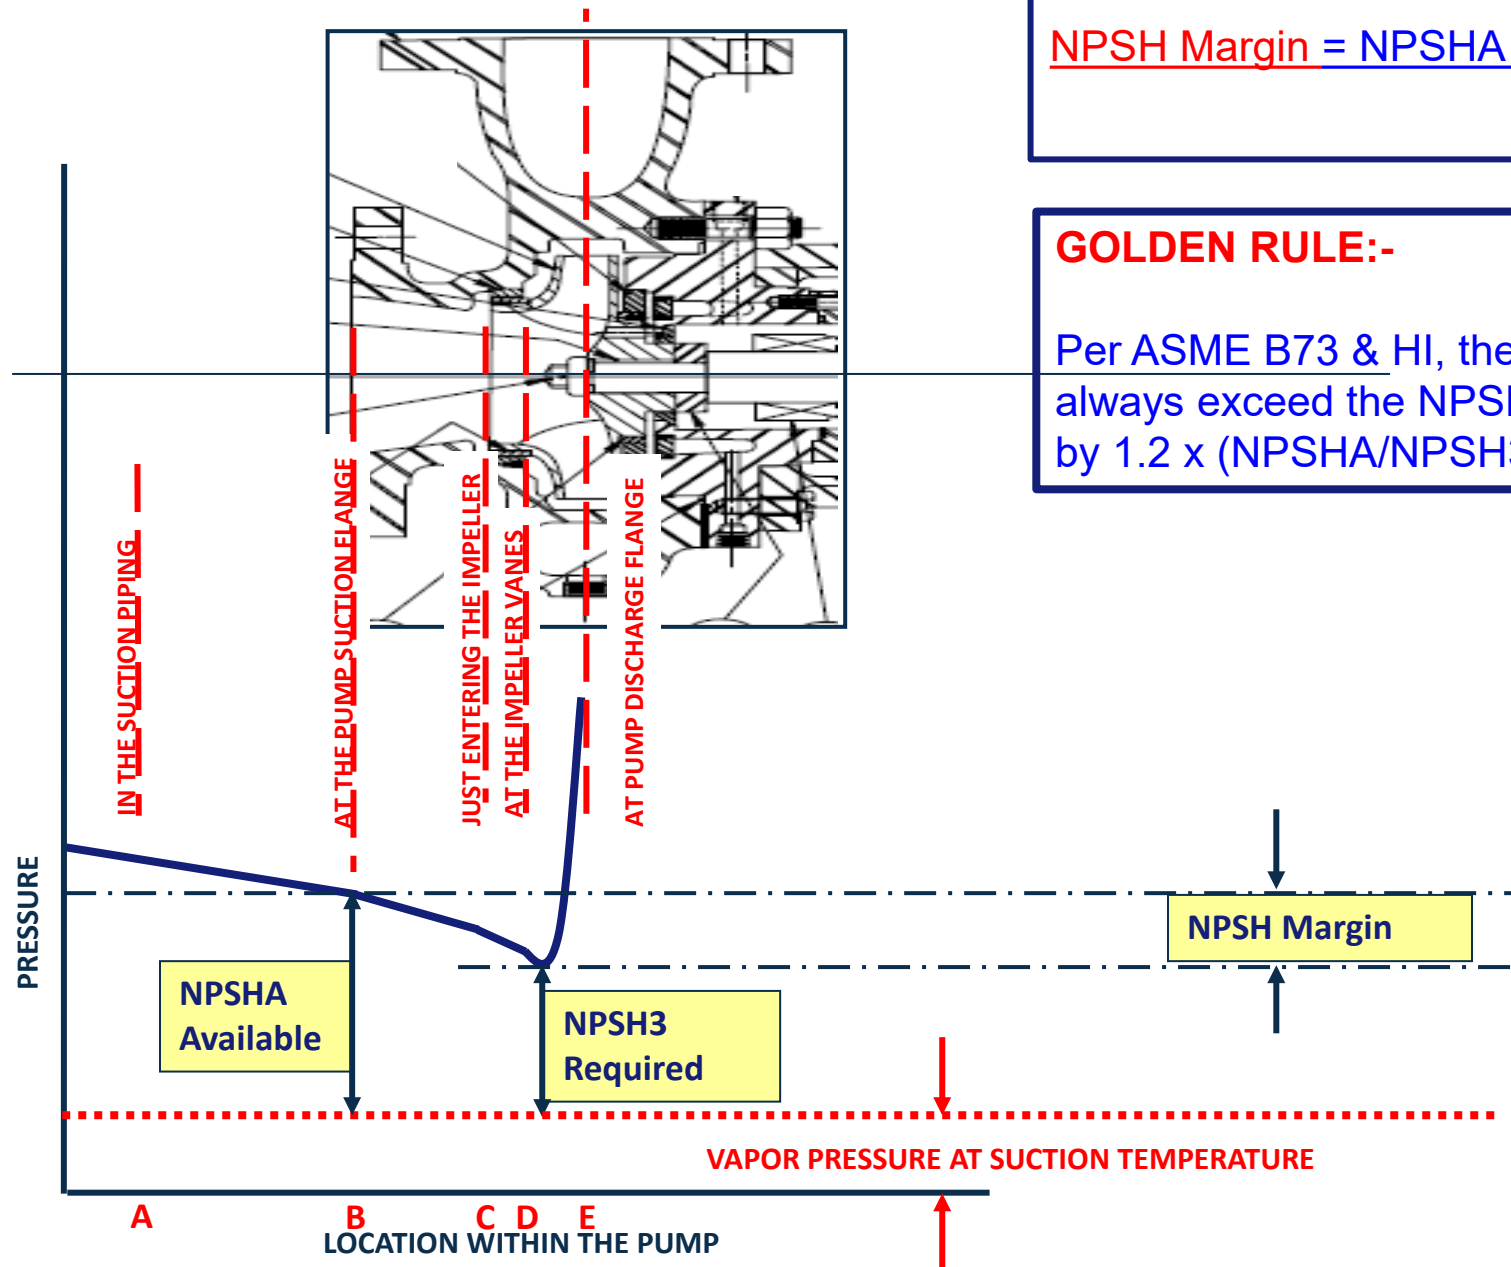 NPSH Margin = NPSHA
GOLDEN RULE:-
Per ASME B73 & HI, the
always exceed the NPSH
by 1.2 x (NPSHA/NPSH3
IN THE SUCTION PIPING
AT THE PUMP SUCTION FLANGE
JUST ENTERING THE IMPELLER
AT THE IMPELLER VANES
AT PUMP DISCHARGE FLANGE
PRESSURE
NPSH Margin
NPSHA
Available
NPSH3
Required
VAPOR PRESSURE AT SUCTION TEMPERATURE
A B C D E
LOCATION WITHIN THE PUMP